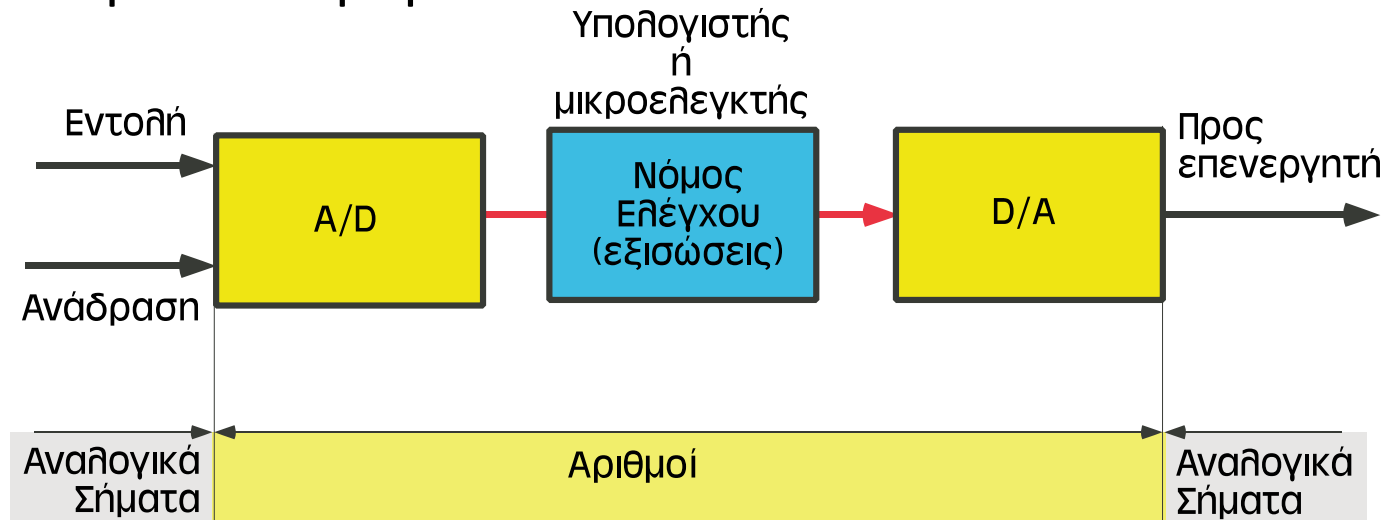 Υπολογιστής
ή
μικροελεγκτής
Εντολή
Ανάδραση
A/D
Νόμος
Ελέγχου
(εξισώσεις)
D/A
Προς
επενεργητή
Αναλογικά
Σήματα
Αριθμοί
Αναλογικά
Σήματα